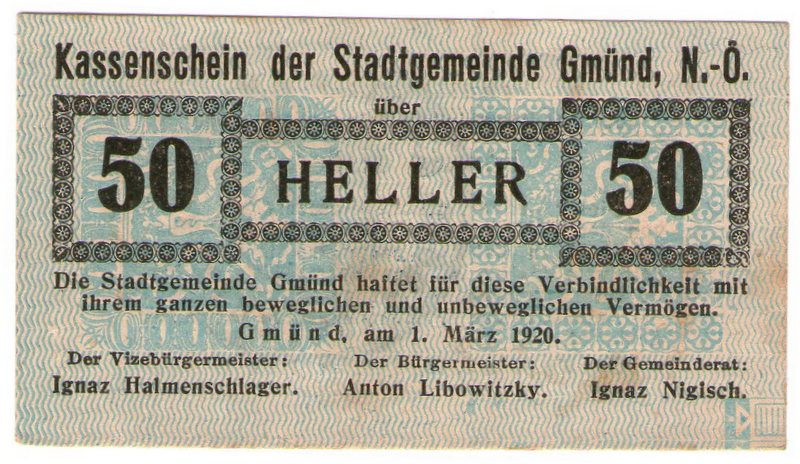 Kassenschein der Stadtgemeinde Gmünd, N.-Ö.
über
50 HELLER 50
Die Stadtgemeinde Gmünd haftet für diese Verbindlichkeit mit
ihrem ganzen beweglichen und unbeweglichen Vermögen.
Gmünd, am 1. März 1920.
Der Vizebürgermeister: Der Bürgermeister: Der Gemeinderat:
Ignaz Halmenschlager. Anton Libowitzky. Ignaz Nigisch.